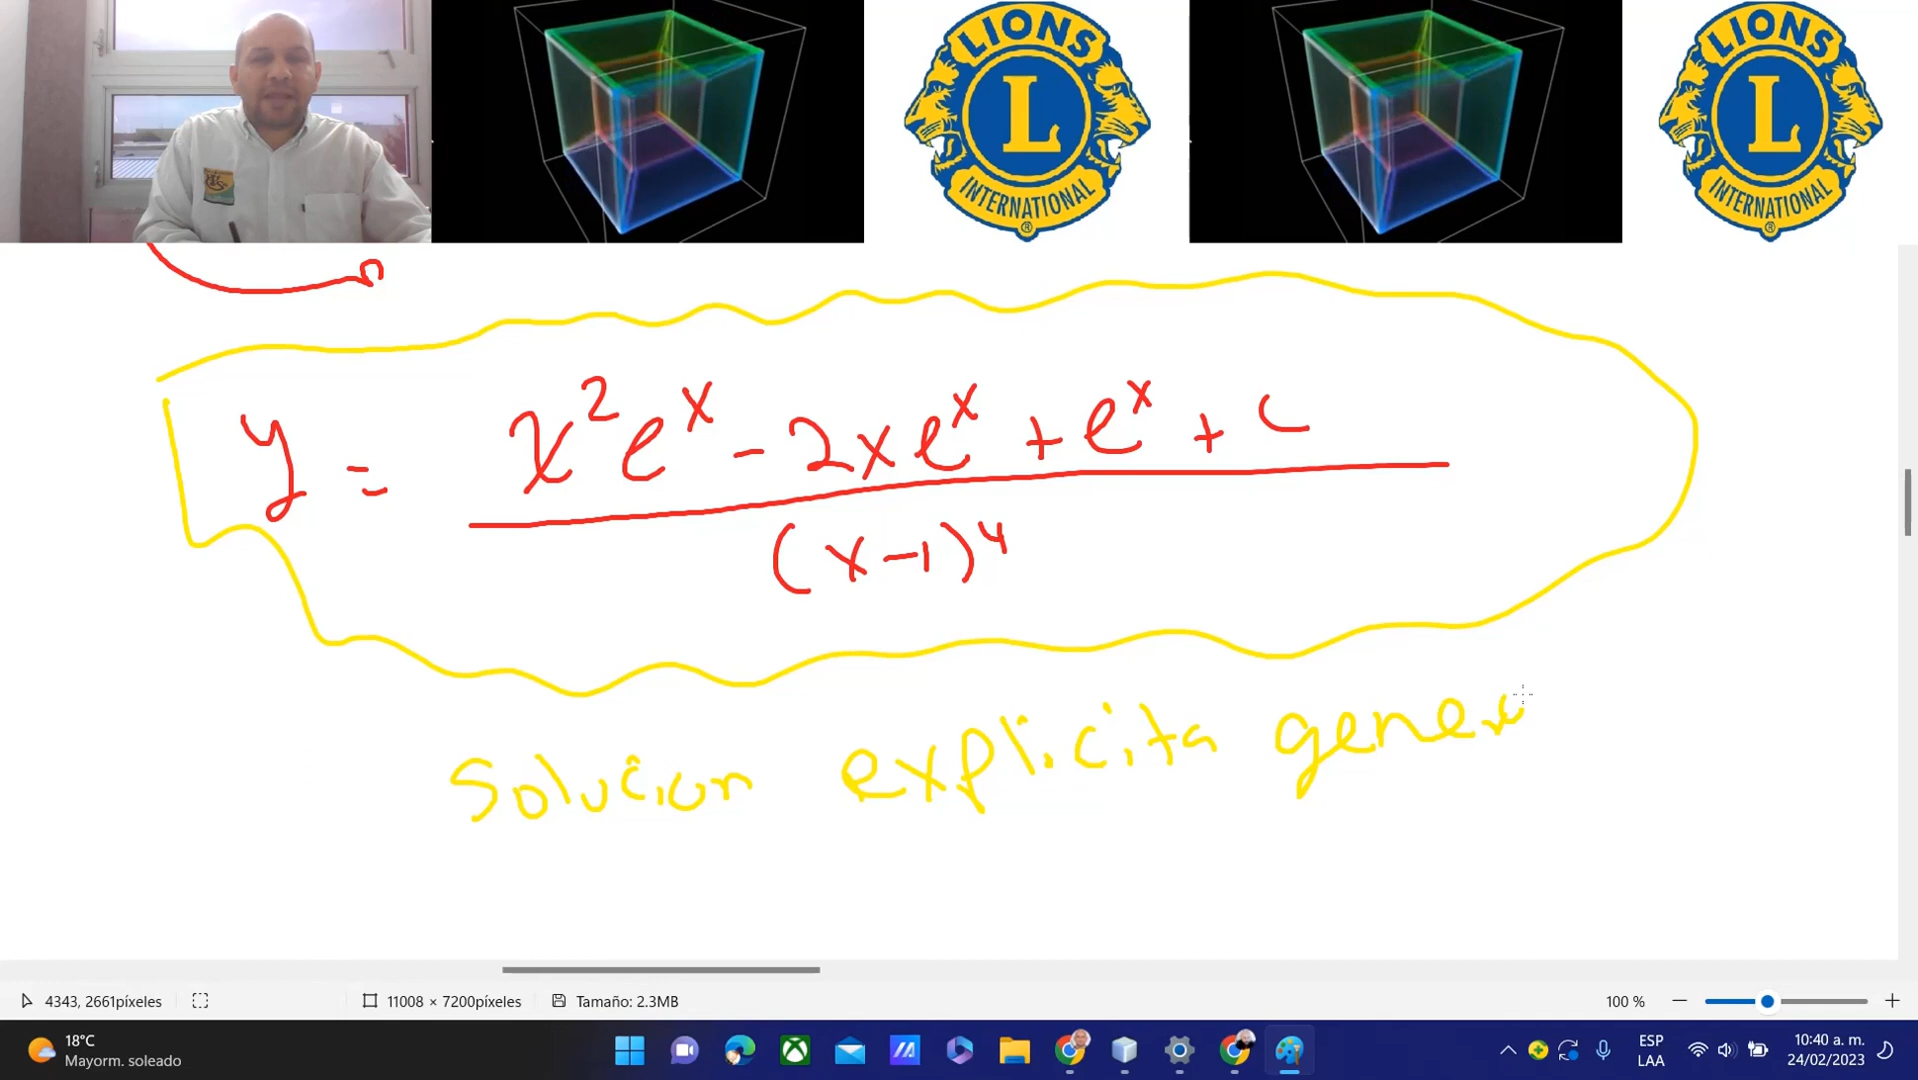 LIONS
L
INTERNATIONAL
®
LIONS
L
INTERNATIONAL
®
y = x²eˣ - 2xeˣ + eˣ + c
(x-1)⁴
Solucion explicita genera
4343, 2661píxeles
11008 × 7200píxeles
Tamaño: 2.3MB
100 %
18°C
Mayorm. soleado
ESP
LAA
10:40 a. m.
24/02/2023